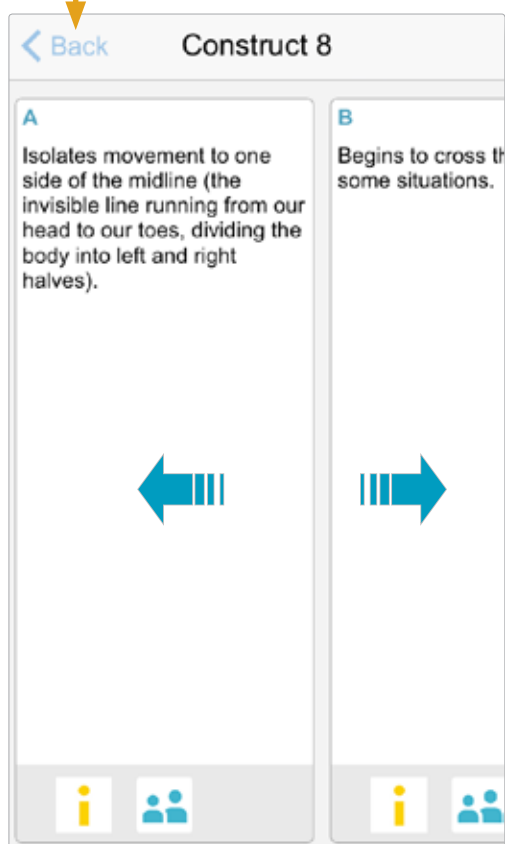 Back
Construct 8
A
Isolates movement to one
side of the midline (the
invisible line running from our
head to our toes, dividing the
body into left and right
halves).
B
Begins to cross
some situations.